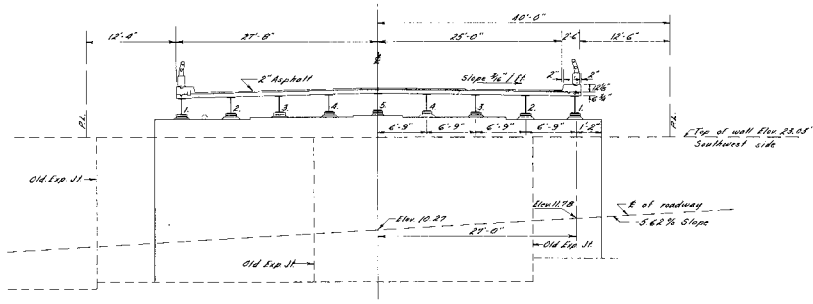 40'-0"
12'-4"
27'-8"
25'-0"
2'-6
12'-6"
2"
2"
2" Asphalt
Slope 3/16"/ft
1.
2.
3.
4.
5.
4.
3.
2.
1.
6'-9"
6'-9"
6'-9"
6'-9"
1'-2"
P.L.
P.L.
Top of wall Elev. 23.03'
Southwest side
Old Exp. Jt.
Elev. 11.78
℄ of roadway
-5.62% Slope
Elev. 10.27
27'-0"
Old Exp. Jt.
Old Exp. Jt.